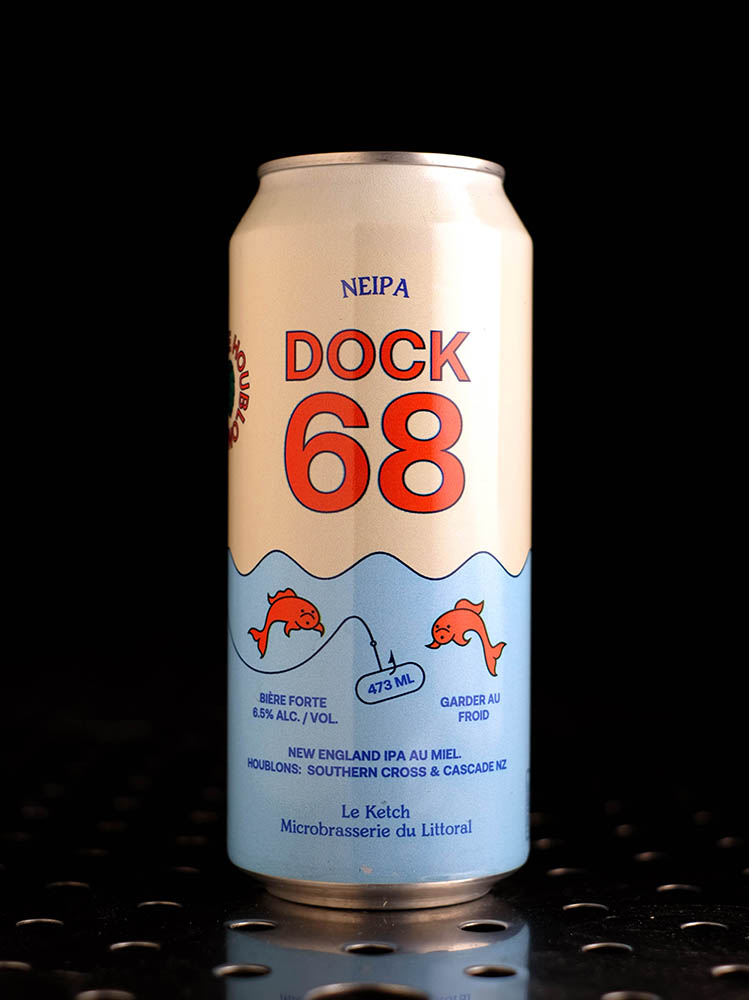 NEIPA
DOCK
68
HOUBLON
473 ML
BIÈRE FORTE
6.5% ALC. / VOL.
GARDER AU
FROID
NEW ENGLAND IPA AU MIEL.
HOUBLONS: SOUTHERN CROSS & CASCADE NZ
Le Ketch
Microbrasserie du Littoral